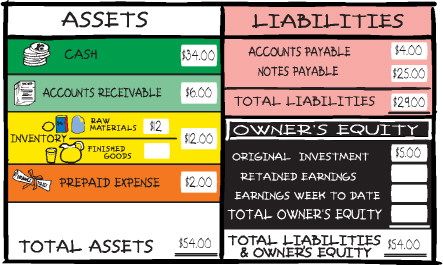 ASSETS
CASH $34.00
ACCOUNTS RECEIVABLE $6.00
INVENTORY
RAW MATERIALS $2
$2.00
FINISHED GOODS
PREPAID EXPENSE $2.00
TOTAL ASSETS $54.00
LIABILITIES
ACCOUNTS PAYABLE $4.00
NOTES PAYABLE $25.00
TOTAL LIABILITIES $29.00
OWNER'S EQUITY
ORIGINAL INVESTMENT $5.00
RETAINED EARNINGS
EARNINGS WEEK TO DATE
TOTAL OWNER'S EQUITY
TOTAL LIABILITIES
& OWNER'S EQUITY $54.00